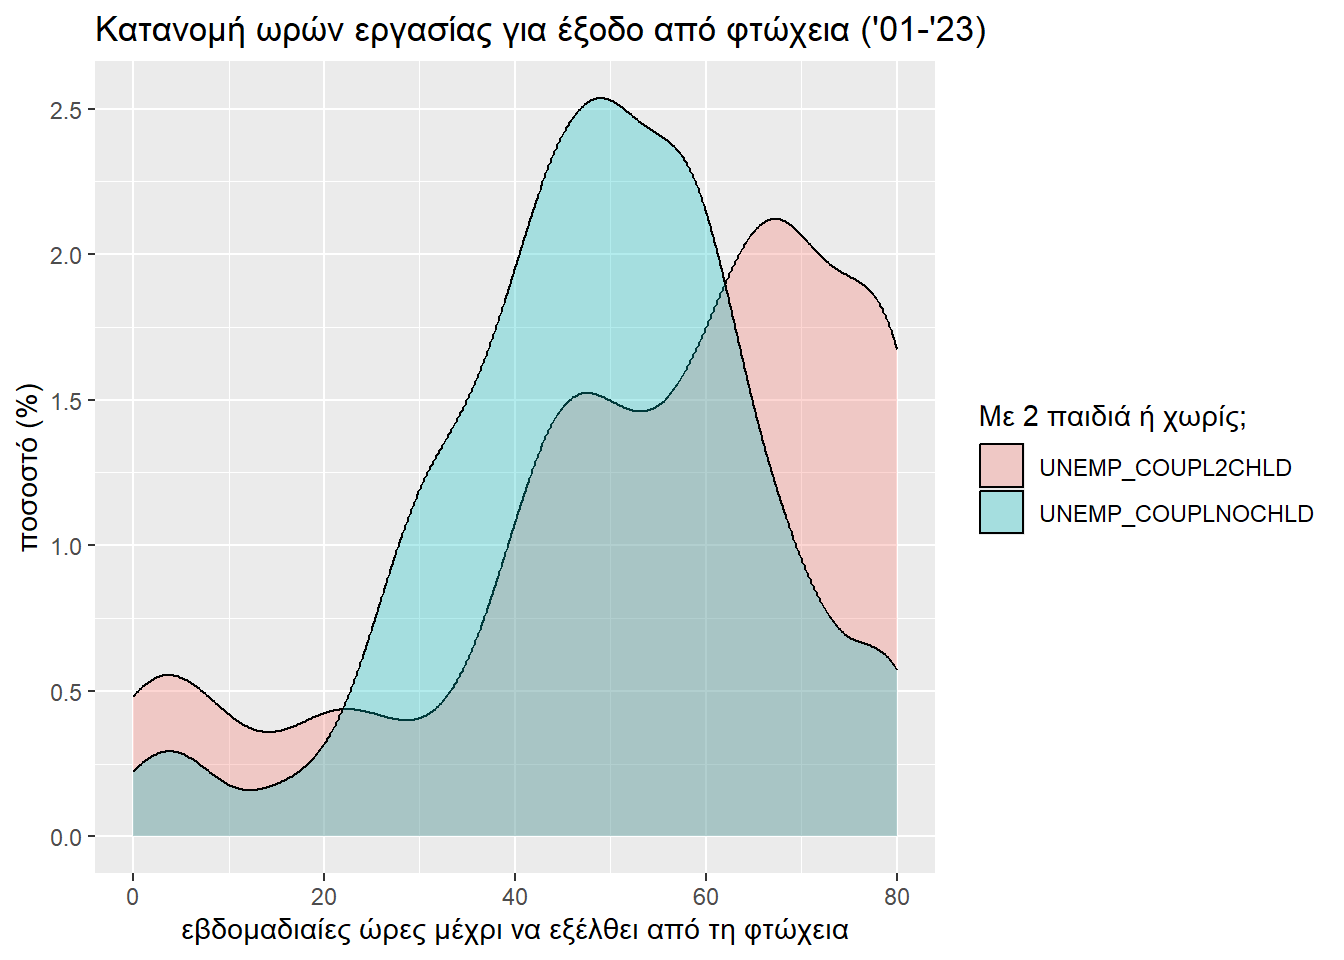 Κατανομή ωρών εργασίας για έξοδο από φτώχεια ('01-'23)
ποσοστό (%)
2.5
2.0
1.5
1.0
0.5
0.0
0 20 40 60 80
εβδομαδιαίες ώρες μέχρι να εξέλθει από τη φτώχεια
Με 2 παιδιά ή χωρίς;
UNEMP_COUPL2CHLD
UNEMP_COUPLNOCHLD